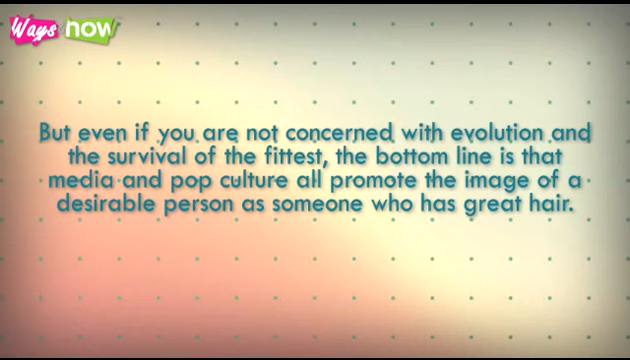 Ways & how
But even if you are not concerned with evolution and
the survival of the fittest, the bottom line is that
media and pop culture all promote the image of a
desirable person as someone who has great hair.